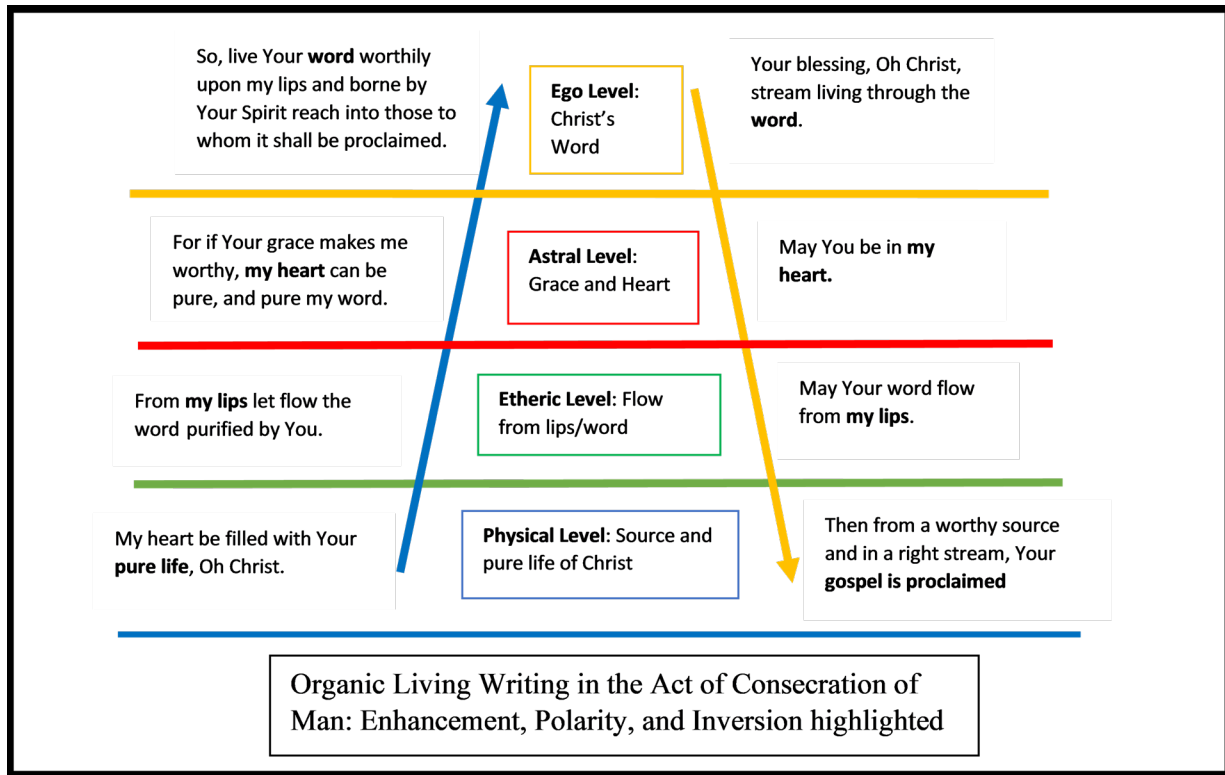 So, live Your word worthily
upon my lips and borne by
Your Spirit reach into those to
whom it shall be proclaimed.
Ego Level:
Christ's
Word
Your blessing, Oh Christ,
stream living through the
word.
For if Your grace makes me
worthy, my heart can be
pure, and pure my word.
Astral Level:
Grace and Heart
May You be in my
heart.
From my lips let flow the
word purified by You.
Etheric Level: Flow
from lips/word
May Your word flow
from my lips.
My heart be filled with Your
pure life, Oh Christ.
Physical Level: Source and
pure life of Christ
Then from a worthy source
and in a right stream, Your
gospel is proclaimed
Organic Living Writing in the Act of Consecration of
Man: Enhancement, Polarity, and Inversion highlighted